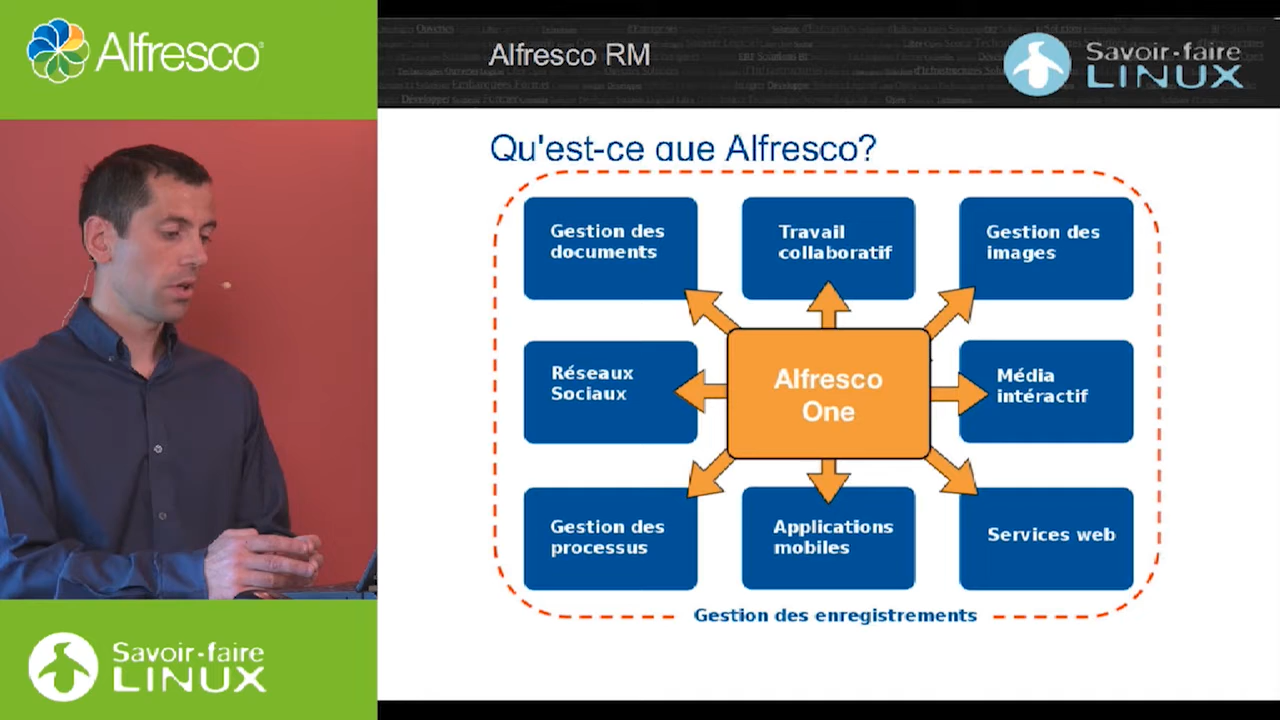 Alfresco
Alfresco RM
Savoir-faire
LINUX
Qu'est-ce que Alfresco?
Gestion des
documents
Travail
collaboratif
Gestion des
images
Réseaux
Sociaux
Alfresco
One
Média
intéractif
Gestion des
processus
Applications
mobiles
Services web
Gestion des enregistrements
Savoir-faire
LINUX